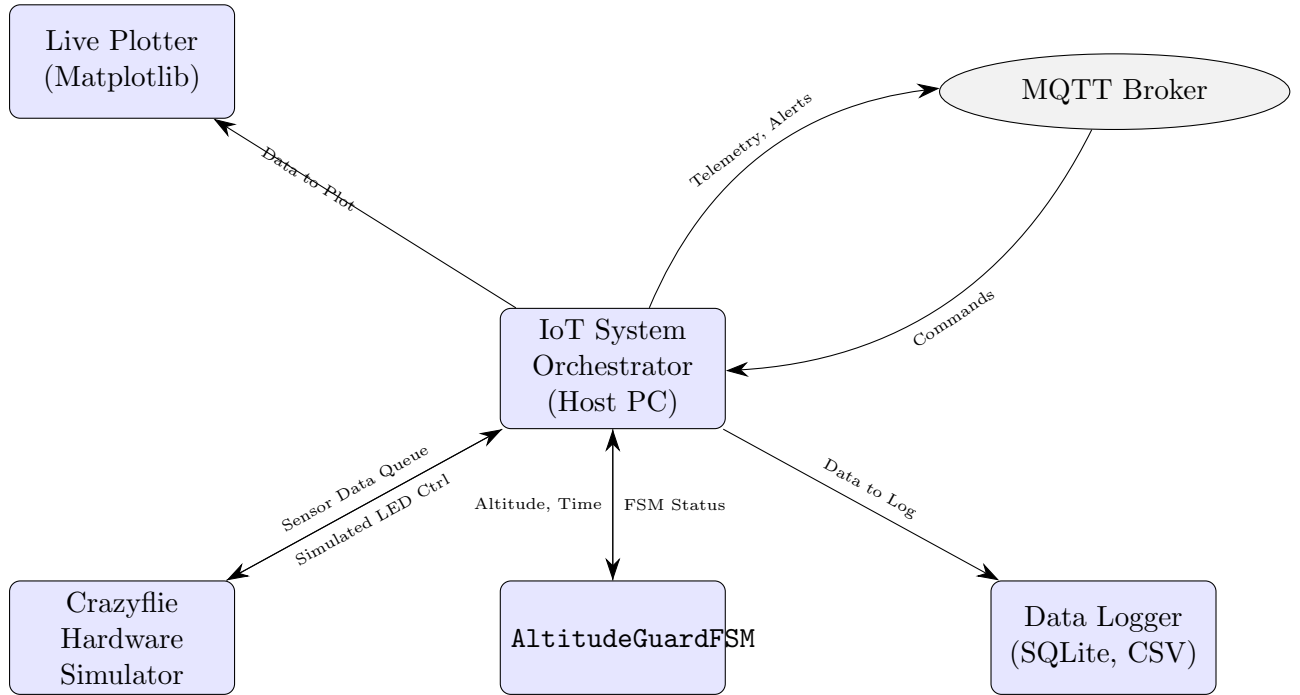 Live Plotter
(Matplotlib)
MQTT Broker
Telemetry, Alerts
Data to Plot
Commands
IoT System
Orchestrator
(Host PC)
Sensor Data Queue
Simulated LED Ctrl
Altitude, Time
FSM Status
Data to Log
Crazyflie
Hardware
Simulator
AltitudeGuardFSM
Data Logger
(SQLite, CSV)